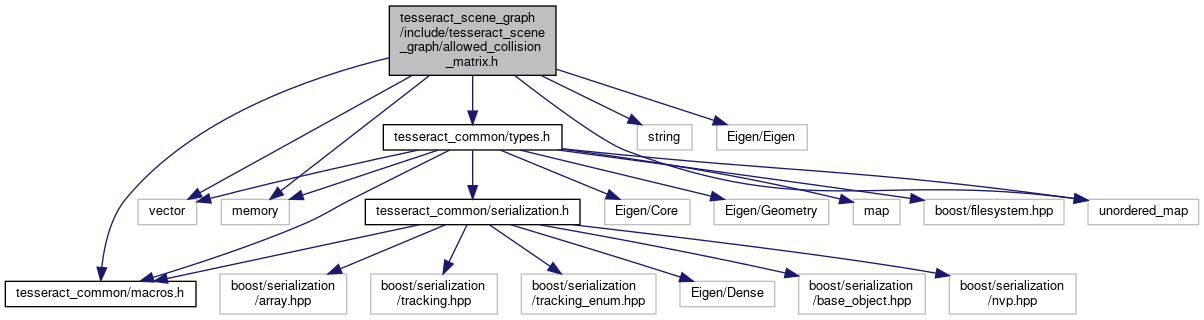 tesseract_scene_graph
/include/tesseract_scene
_graph/allowed_collision
_matrix.h
tesseract_common/types.h
string
Eigen/Eigen
vector
memory
tesseract_common/serialization.h
Eigen/Core
Eigen/Geometry
map
boost/filesystem.hpp
unordered_map
tesseract_common/macros.h
boost/serialization
/array.hpp
boost/serialization
/tracking.hpp
boost/serialization
/tracking_enum.hpp
Eigen/Dense
boost/serialization
/base_object.hpp
boost/serialization
/nvp.hpp